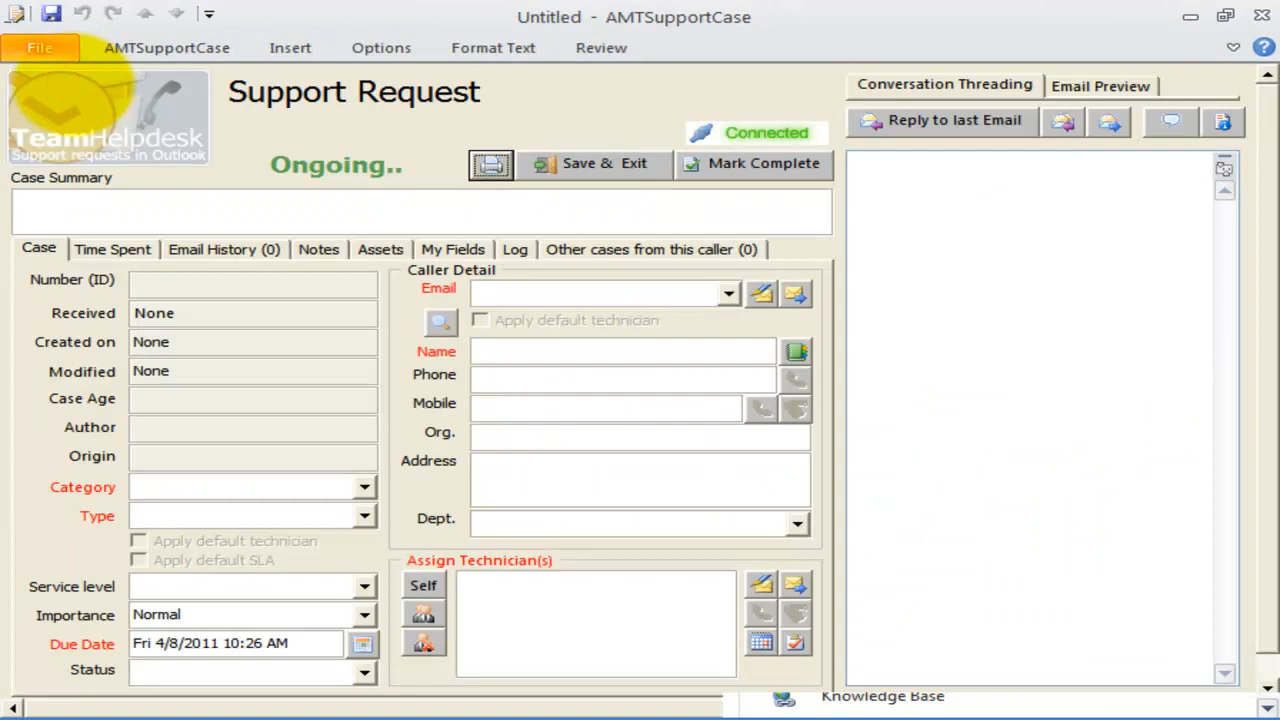 Untitled - AMTSupportCase
File AMTSupportCase Insert Options Format Text Review
TeamHelpdesk
Support requests in Outlook
Support Request
Connected
Ongoing..
Save & Exit
Mark Complete
Case Summary
Case
Time Spent
Email History (0)
Notes
Assets
My Fields
Log
Other cases from this caller (0)
Number (ID)
Received None
Created on None
Modified None
Case Age
Author
Origin
Category
Type
Apply default technician
Apply default SLA
Service level
Importance Normal
Due Date Fri 4/8/2011 10:26 AM
Status
Caller Detail
Email
Apply default technician
Name
Phone
Mobile
Org.
Address
Dept.
Assign Technician(s)
Self
Conversation Threading
Email Preview
Reply to last Email
Knowledge Base